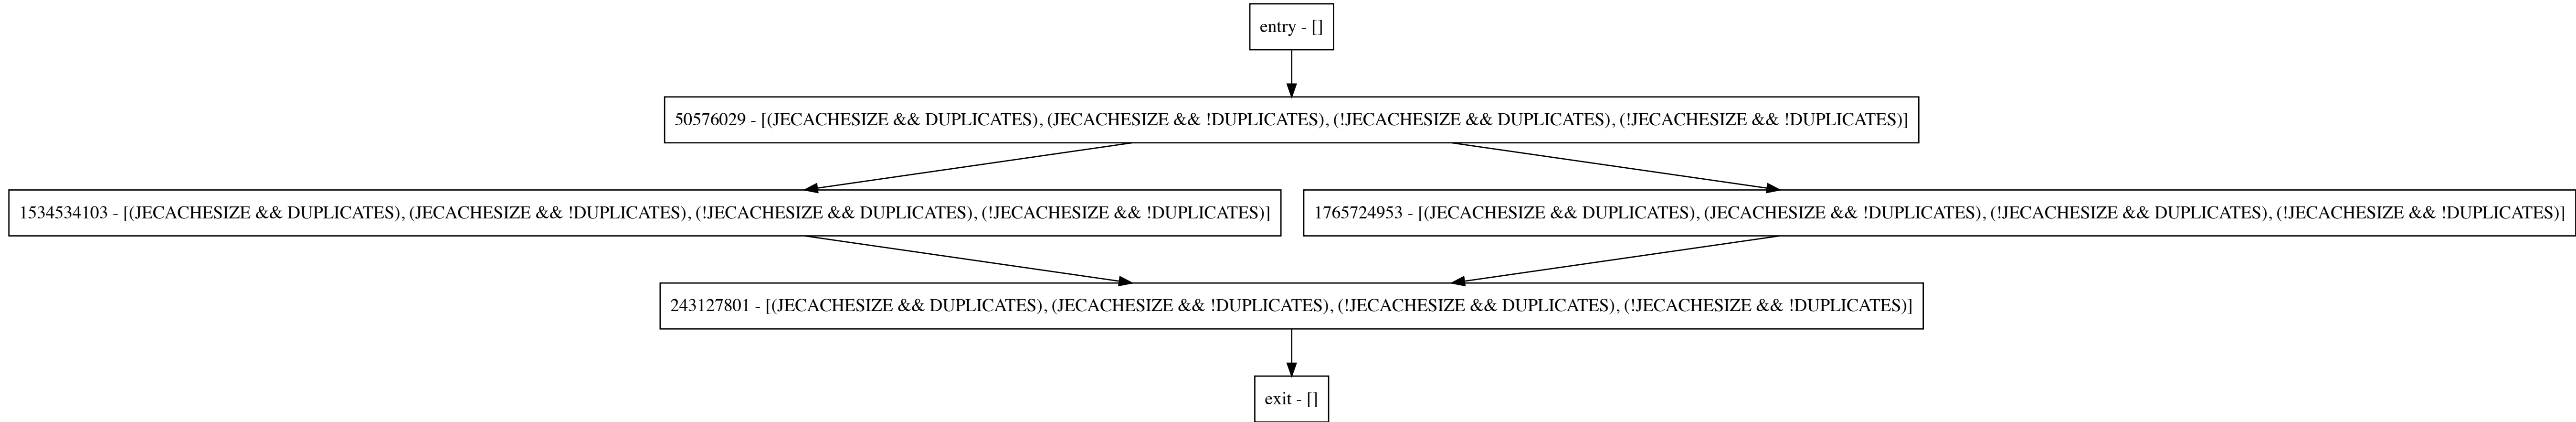 entry - []
50576029 - [(JECACHESIZE && DUPLICATES), (JECACHESIZE && !DUPLICATES), (!JECACHESIZE && DUPLICATES), (!JECACHESIZE && !DUPLICATES)]
1534534103 - [(JECACHESIZE && DUPLICATES), (JECACHESIZE && !DUPLICATES), (!JECACHESIZE && DUPLICATES), (!JECACHESIZE && !DUPLICATES)]
1765724953 - [(JECACHESIZE && DUPLICATES), (JECACHESIZE && !DUPLICATES), (!JECACHESIZE && DUPLICATES), (!JECACHESIZE && !DUPLICATES)]
243127801 - [(JECACHESIZE && DUPLICATES), (JECACHESIZE && !DUPLICATES), (!JECACHESIZE && DUPLICATES), (!JECACHESIZE && !DUPLICATES)]
exit - []